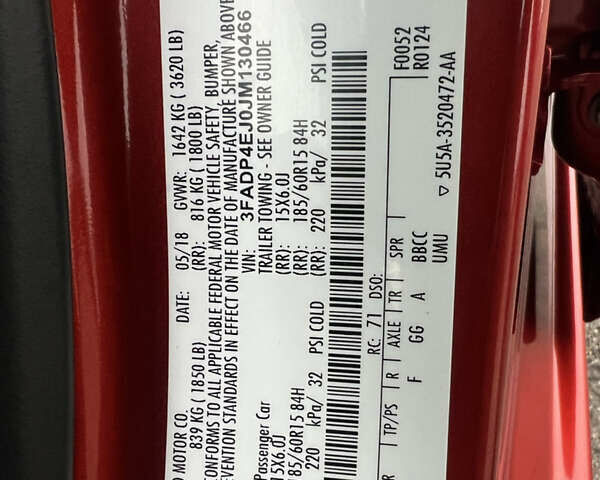 D MOTOR CO. DATE: 05/18 GVWR: 1642 KG ( 3620 LB)
839 KG ( 1850 LB) (RR): 816 KG ( 1800 LB)
CONFORMS TO ALL APPLICABLE FEDERAL MOTOR VEHICLE SAFETY, BUMPER,
EVENTION STANDARDS IN EFFECT ON THE DATE OF MANUFACTURE SHOWN ABOVE
VIN: 3FADP4EJ0JM130466
Passenger Car TRAILER TOWING - SEE OWNER GUIDE
15X6.0J (RR): 15X6.0J
185/60R15 84H (RR): 185/60R15 84H
220 kPa/ 32 PSI COLD (RR): 220 kPa/ 32 PSI COLD
RC: 71 DSO: F0052
R0124
R TP/PS R AXLE TR SPR
F GG A BBCC
UMU ▽ 5U5A-3520472-AA